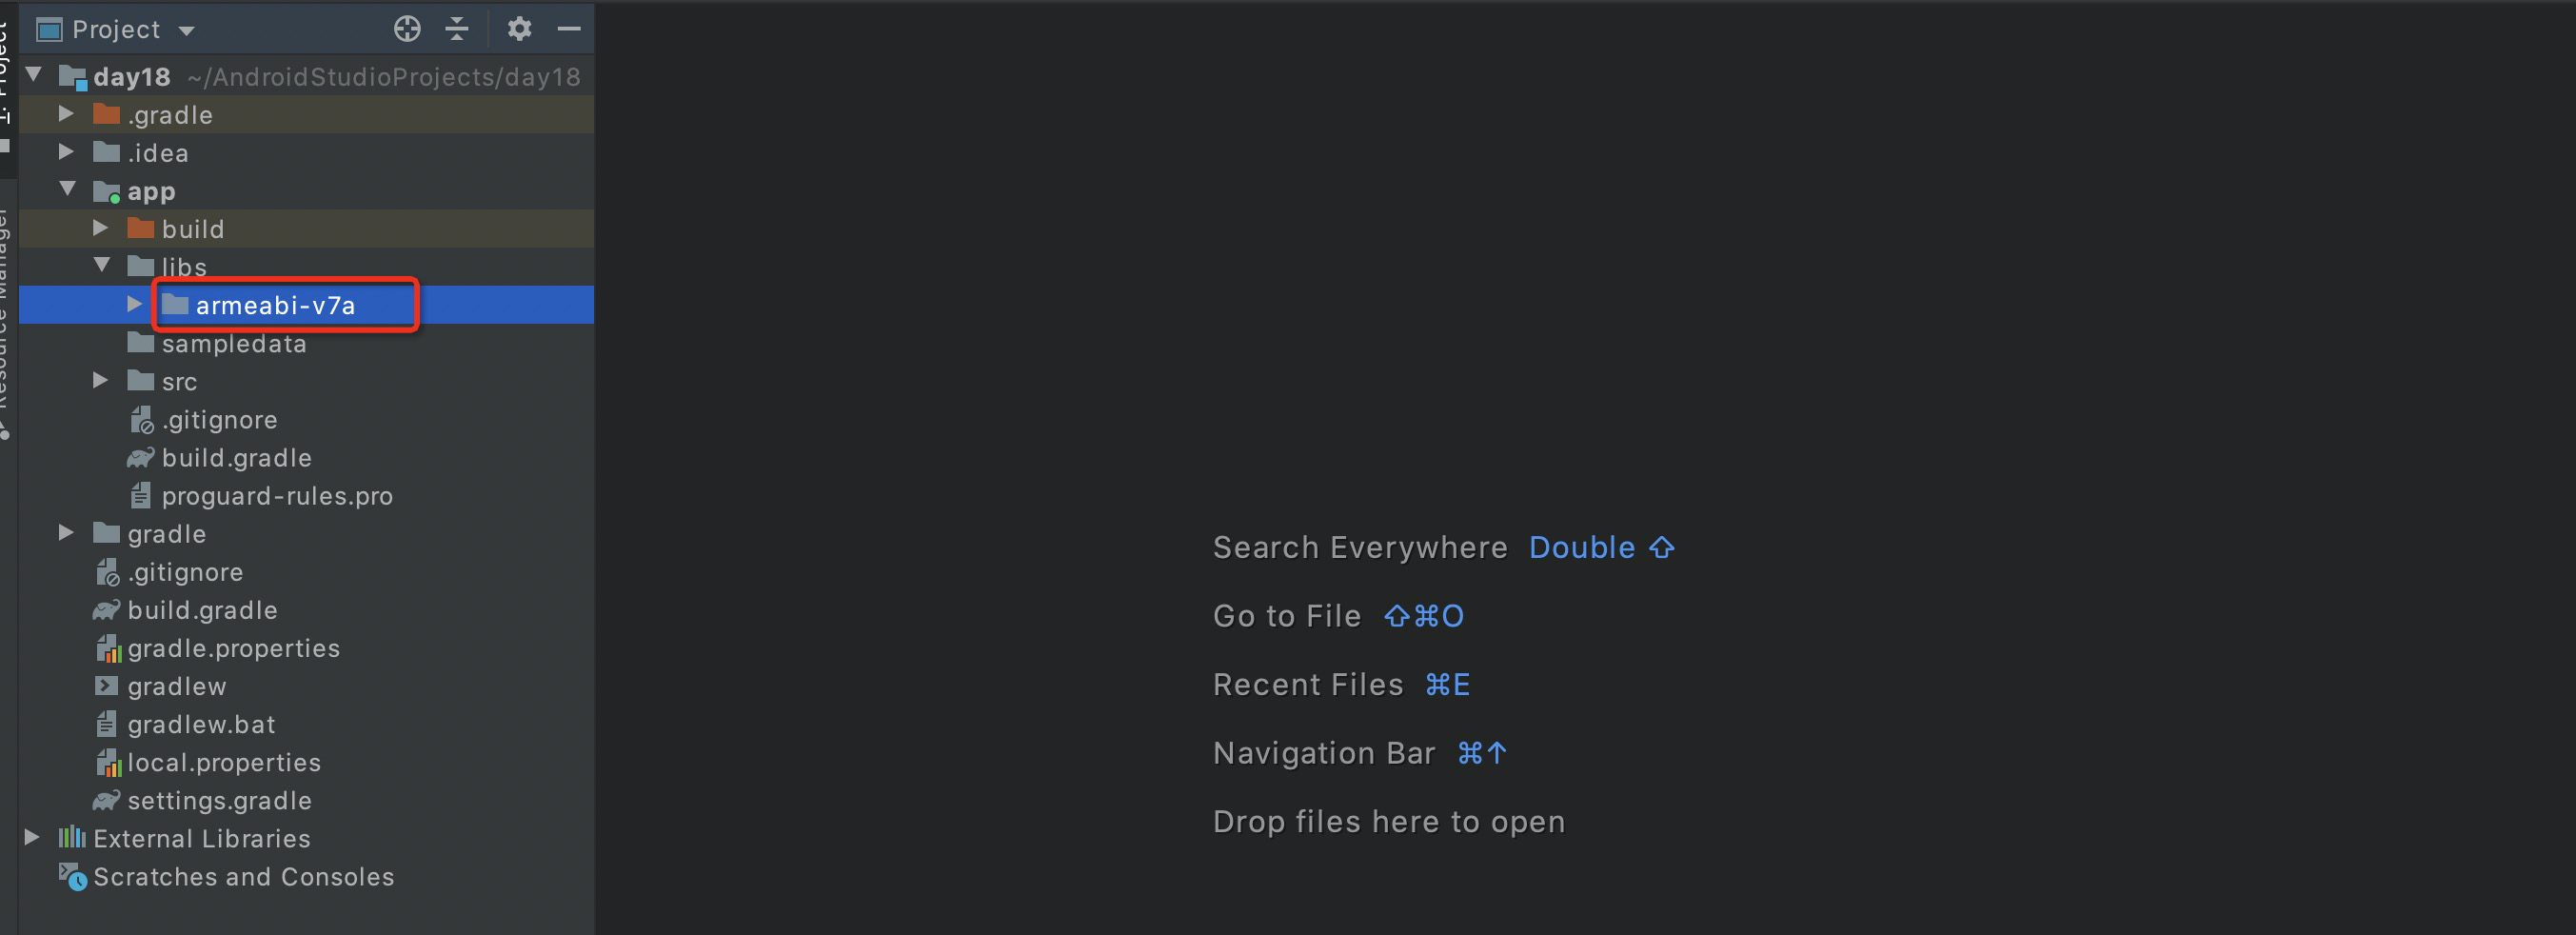 Project
day18 ~/AndroidStudioProjects/day18
.gradle
.idea
app
build
libs
armeabi-v7a
sampledata
src
.gitignore
build.gradle
proguard-rules.pro
gradle
.gitignore
build.gradle
gradle.properties
gradlew
gradlew.bat
local.properties
settings.gradle
External Libraries
Scratches and Consoles
Project
Resource Manager
Search Everywhere Double ⇧
Go to File ⇧⌘O
Recent Files ⌘E
Navigation Bar ⌘↑
Drop files here to open